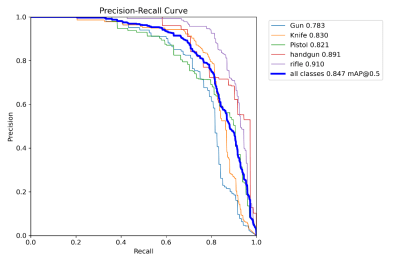 Precision-Recall Curve
1.0
0.8
0.6
0.4
0.2
0.0
Precision
0.0 0.2 0.4 0.6 0.8 1.0
Recall
Gun 0.783
Knife 0.830
Pistol 0.821
handgun 0.891
rifle 0.910
all classes 0.847 mAP@0.5